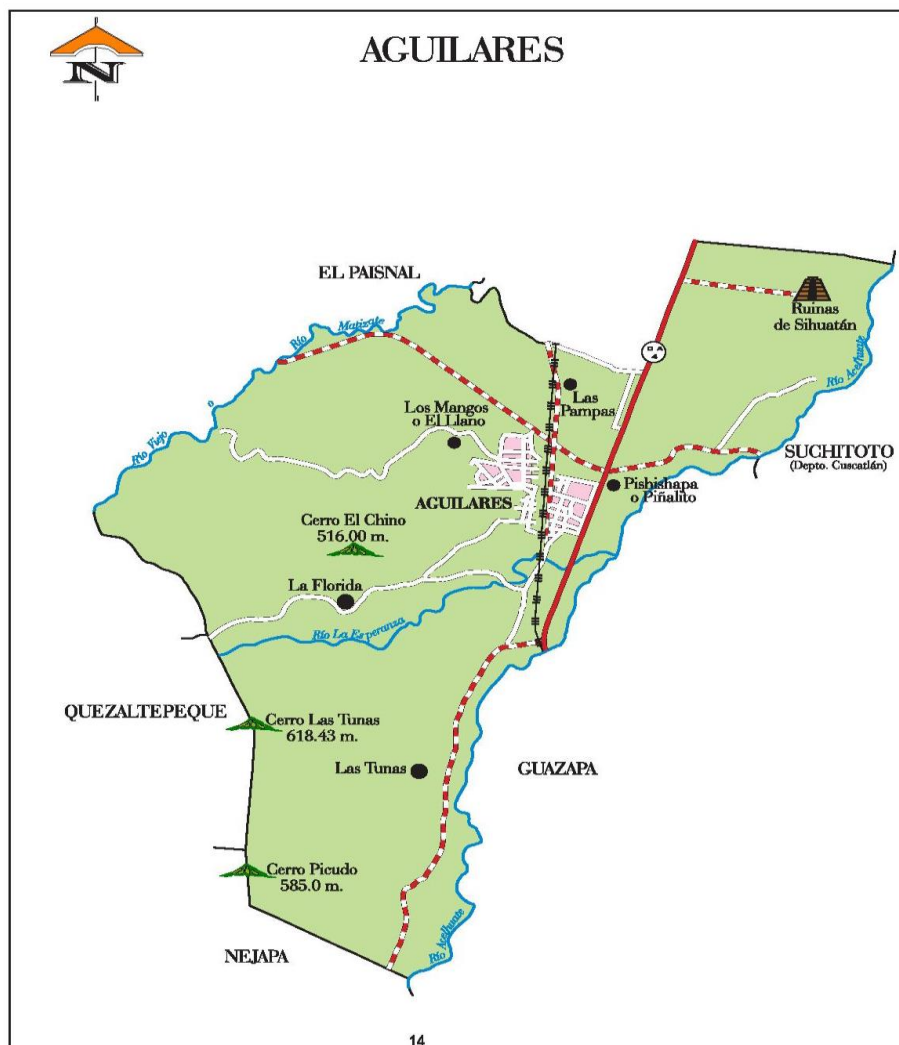 AGUILARES
N
EL PAISNAL
Río Matizate
o
Río Viejo
Ruinas
de Sihuatán
Río Acelhuate
Las
Pampas
Los Mangos
o El Llano
SUCHITOTO
(Depto. Cuscatlán)
Pishishapa
o Piñalito
AGUILARES
Cerro El Chino
516.00 m.
La Florida
Río La Esperanza
QUEZALTEPEQUE
Cerro Las Tunas
618.43 m.
Las Tunas
GUAZAPA
Cerro Picudo
585.0 m.
NEJAPA
Río Acelhuate
14